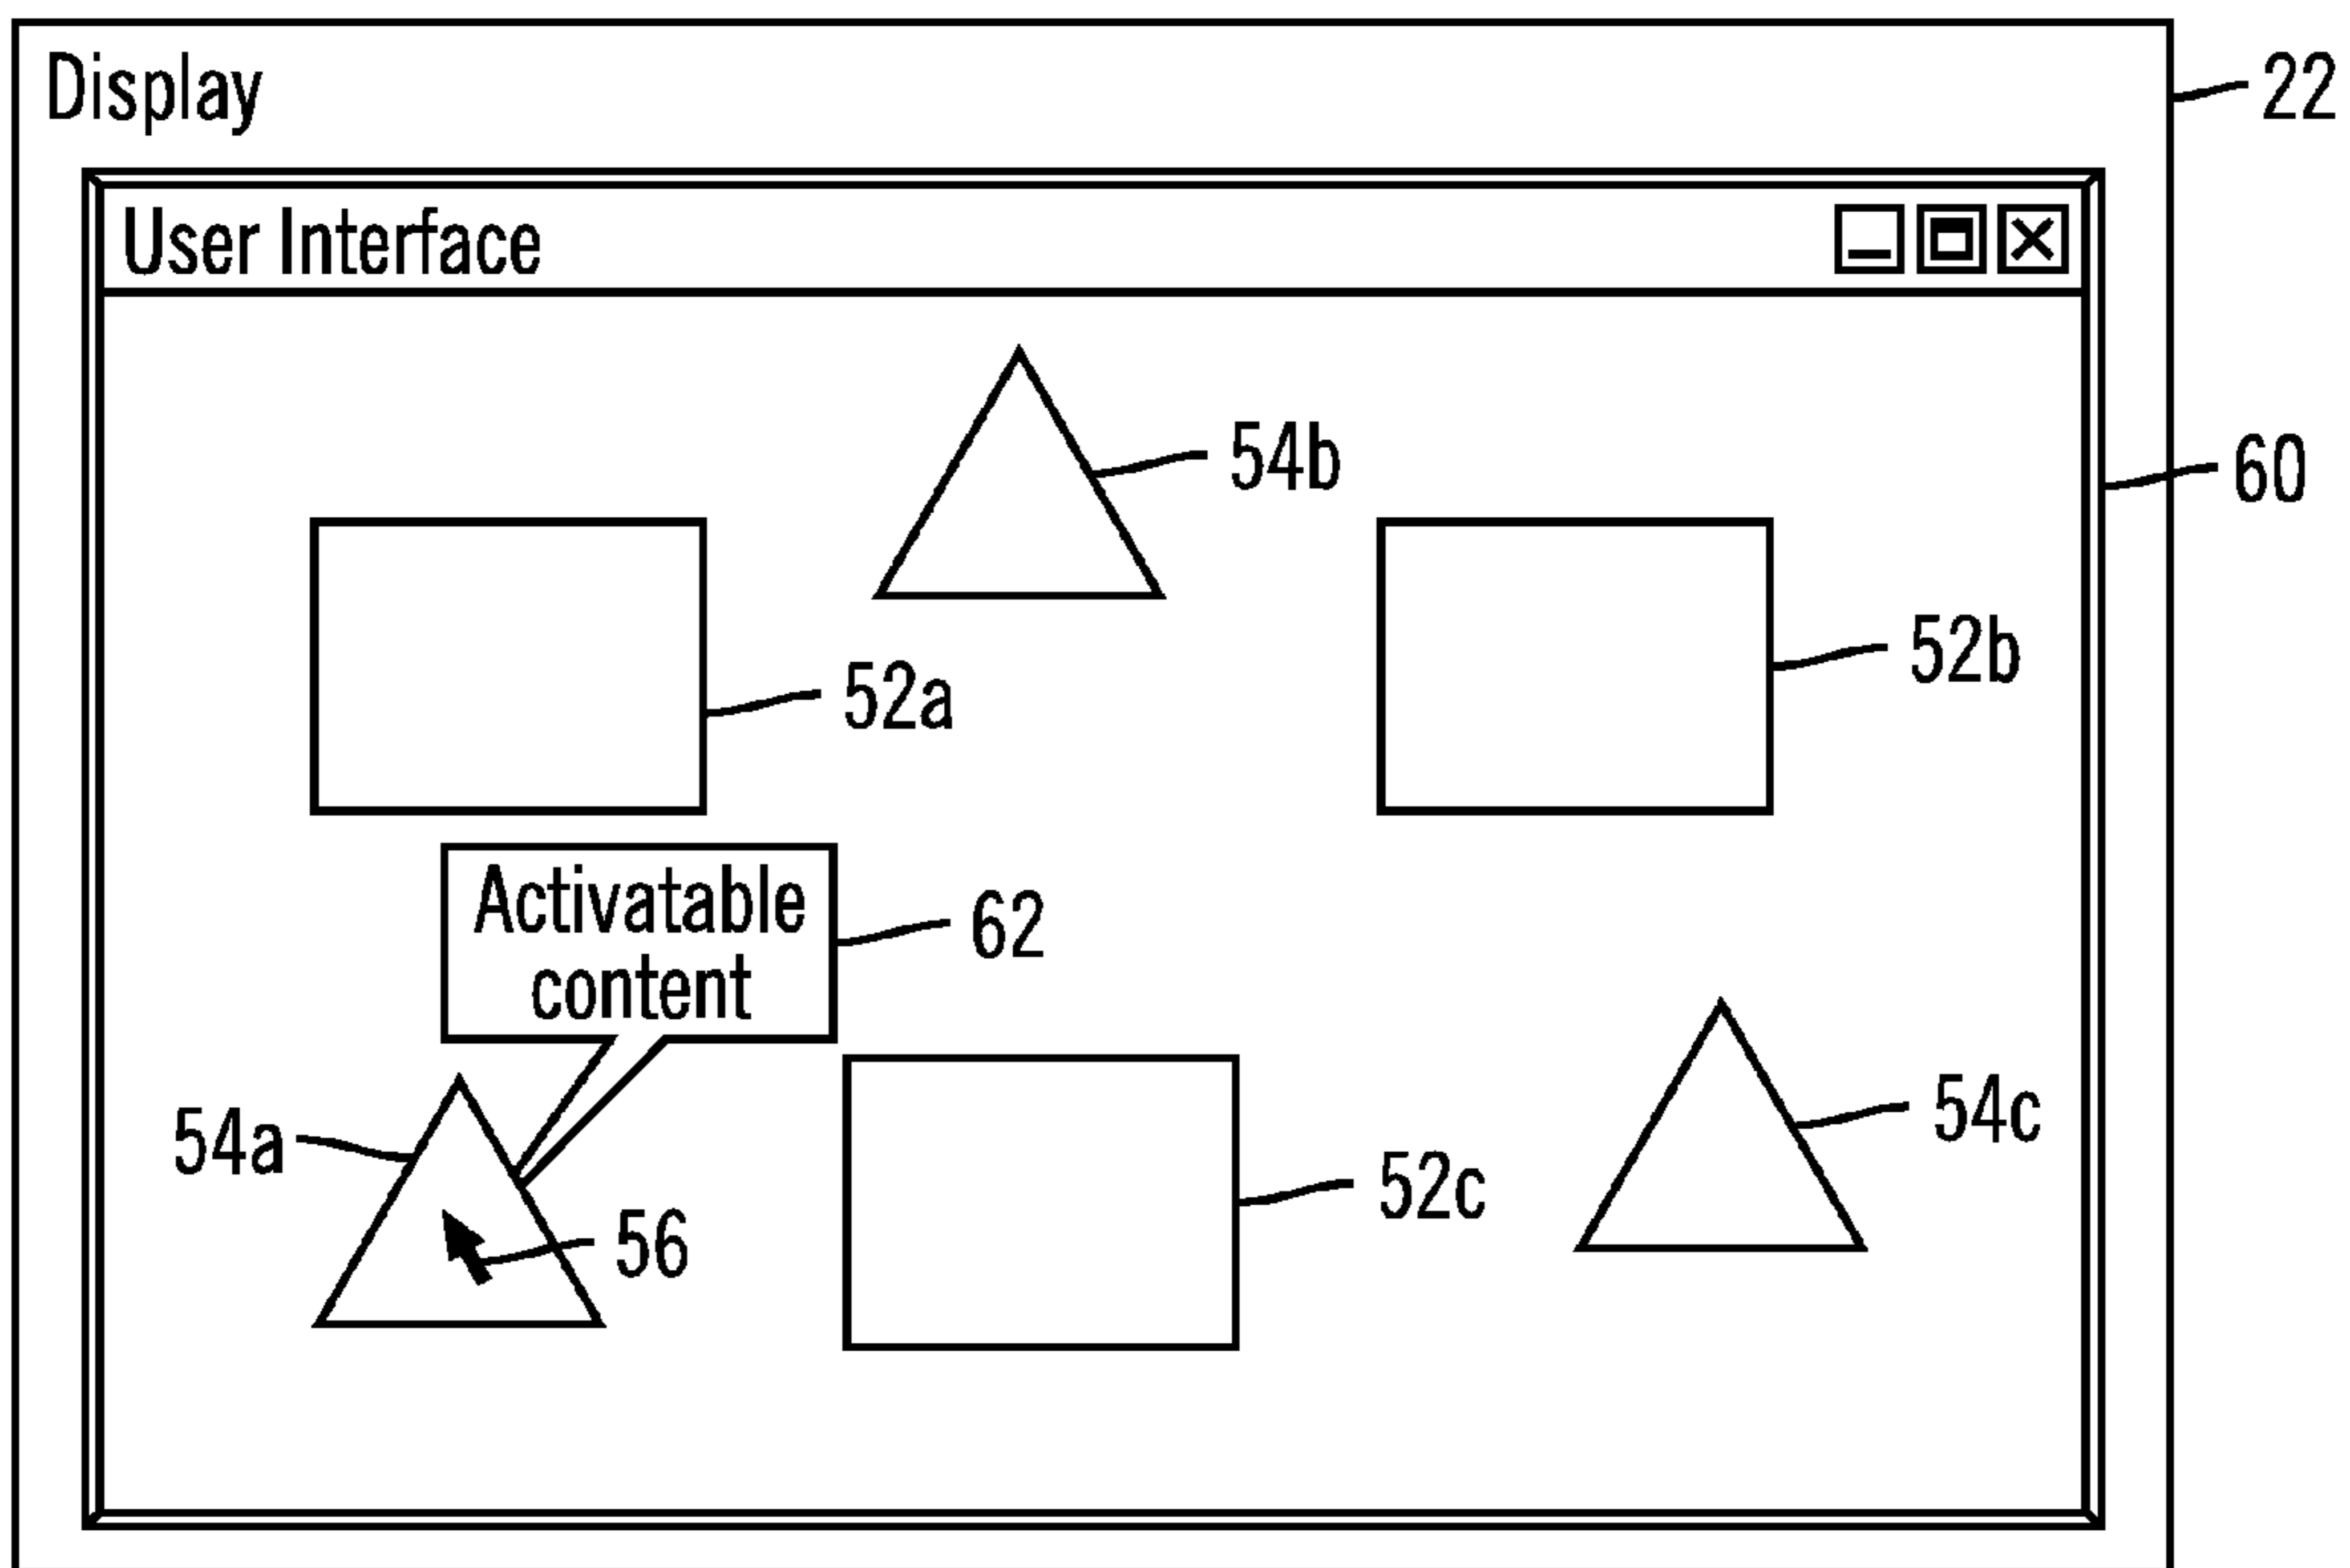 Display
22
User Interface
54b
60
52b
52a
Activatable
content
62
54c
54a
52c
56